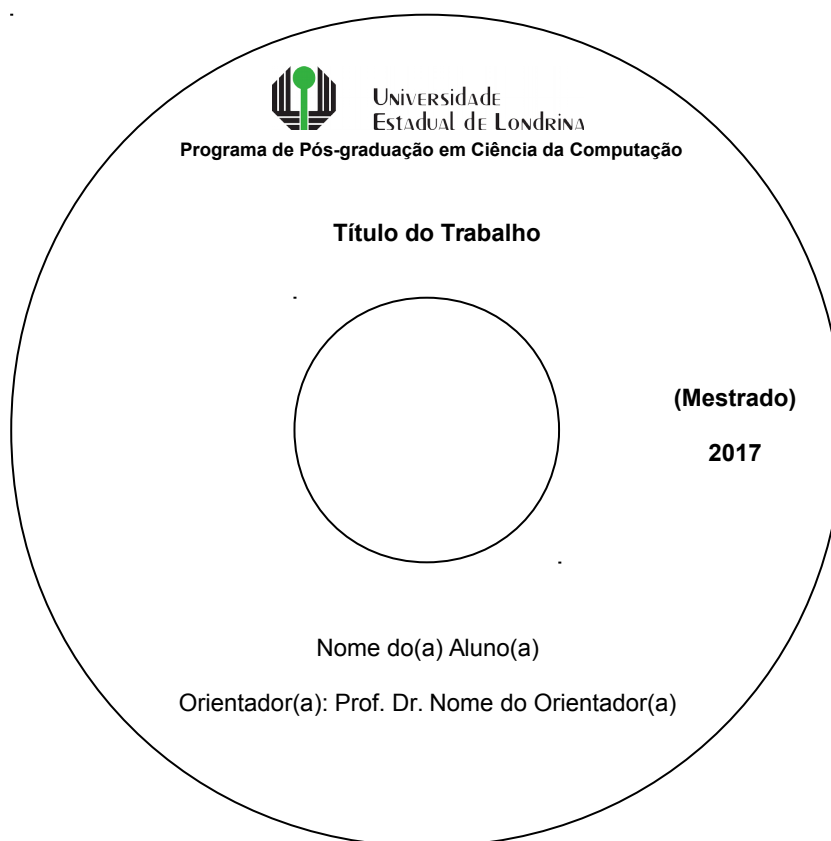 Universidade
Estadual de Londrina
Programa de Pós-graduação em Ciência da Computação
Título do Trabalho
(Mestrado)
2017
Nome do(a) Aluno(a)
Orientador(a): Prof. Dr. Nome do Orientador(a)